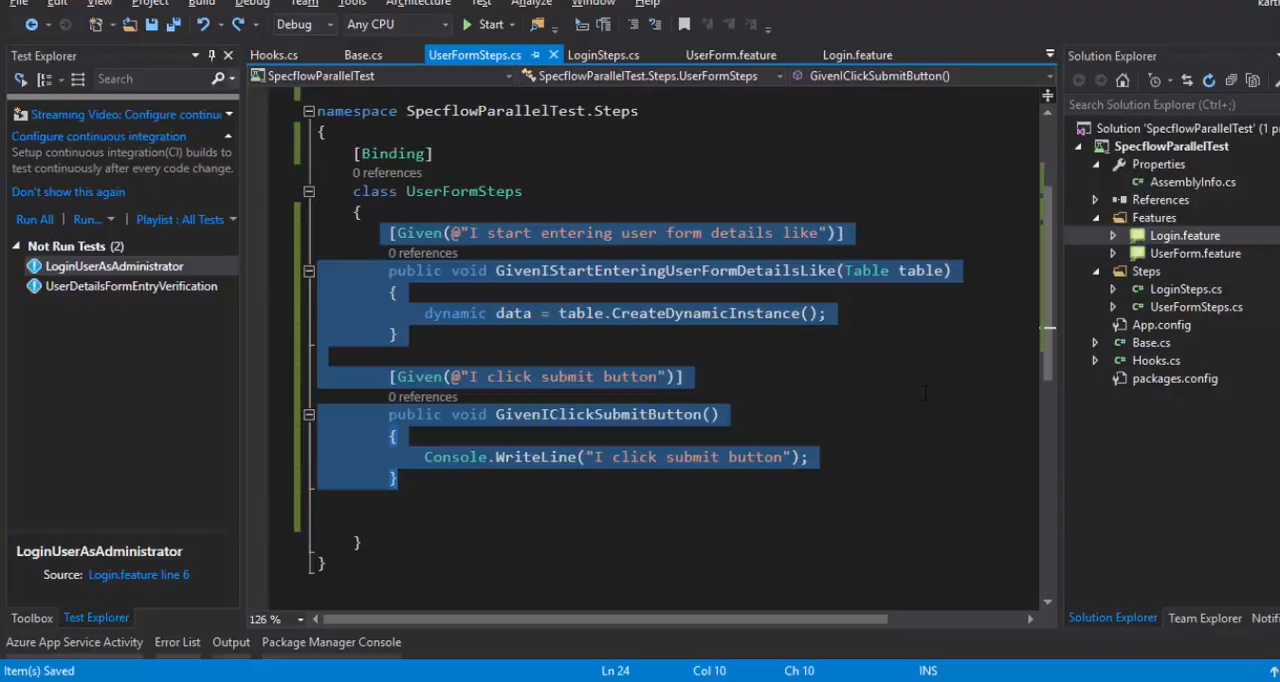 File Edit View Project Build Debug Team Tools Architecture Test Analyze Window Help
Debug Any CPU Start
Test Explorer
Search
Streaming Video: Configure continu
Configure continuous integration
Setup continuous integration(CI) builds to
test continuously after every code change.
Don't show this again
Run All | Run... Playlist : All Tests
Not Run Tests (2)
LoginUserAsAdministrator
UserDetailsFormEntryVerification
LoginUserAsAdministrator
Source: Login.feature line 6
Toolbox Test Explorer
Hooks.cs Base.cs UserFormSteps.cs LoginSteps.cs UserForm.feature Login.feature
SpecflowParallelTest SpecflowParallelTest.Steps.UserFormSteps GivenIClickSubmitButton()
namespace SpecflowParallelTest.Steps
{
[Binding]
0 references
class UserFormSteps
{
[Given(@"I start entering user form details like")]
0 references
public void GivenIStartEnteringUserFormDetailsLike(Table table)
{
dynamic data = table.CreateDynamicInstance();
}
[Given(@"I click submit button")]
0 references
public void GivenIClickSubmitButton()
{
Console.WriteLine("I click submit button");
}
}
}
126 %
Solution Explorer
Search Solution Explorer (Ctrl+;)
Solution 'SpecflowParallelTest' (1 p
SpecflowParallelTest
Properties
AssemblyInfo.cs
References
Features
Login.feature
UserForm.feature
Steps
LoginSteps.cs
UserFormSteps.cs
App.config
Base.cs
Hooks.cs
packages.config
Solution Explorer Team Explorer Notifi
Azure App Service Activity Error List Output Package Manager Console
Item(s) Saved Ln 24 Col 10 Ch 10 INS